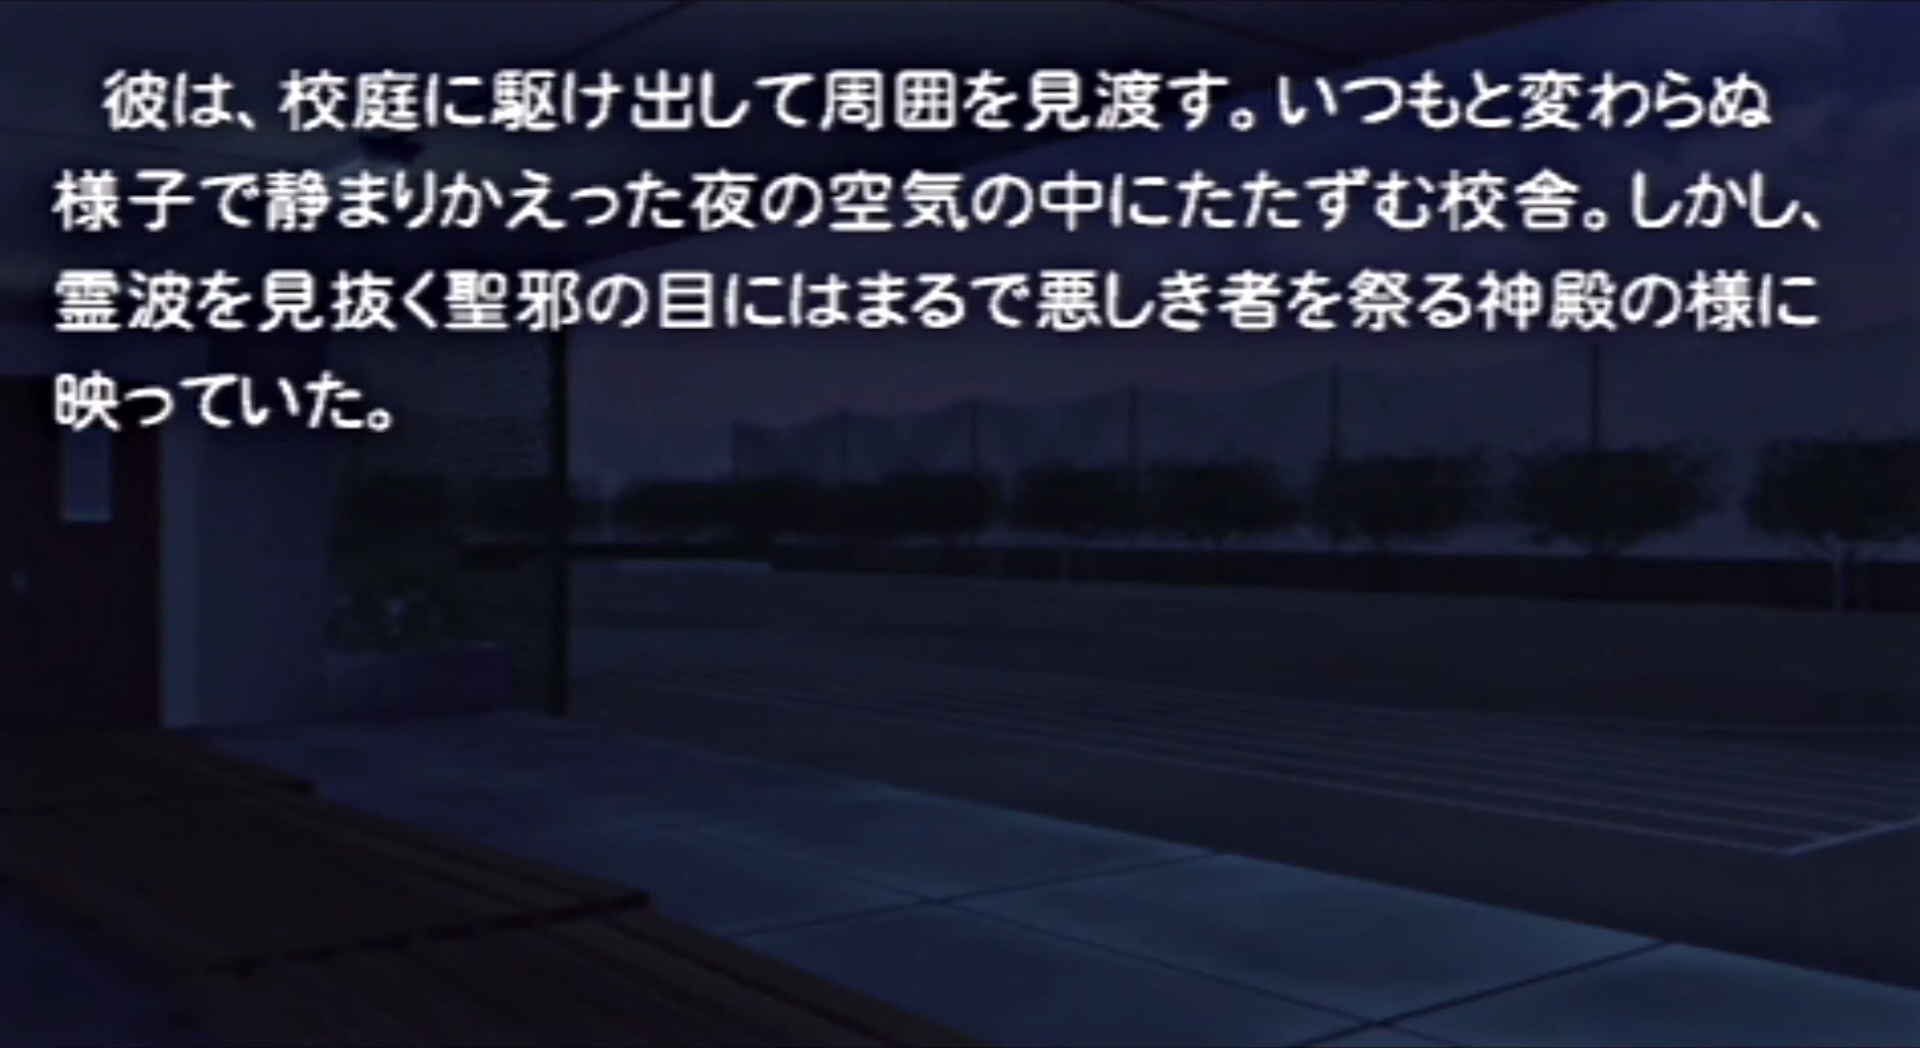 彼は、校庭に駆け出して周囲を見渡す。いつもと変わらぬ
様子で静まりかえった夜の空気の中にたたずむ校舎。しかし、
霊波を見抜く聖邪の目にはまるで悪しき者を祭る神殿の様に
映っていた。